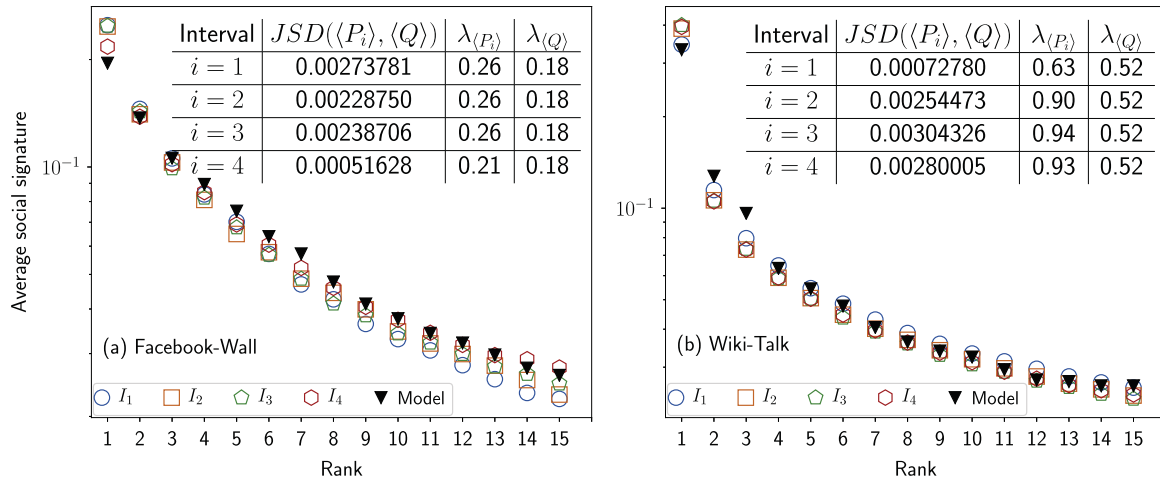 Interval JSD(⟨P_i⟩, ⟨Q⟩) λ_⟨P_i⟩ λ_⟨Q⟩
i = 1 0.00273781 0.26 0.18
i = 2 0.00228750 0.26 0.18
i = 3 0.00238706 0.26 0.18
i = 4 0.00051628 0.21 0.18
Average social signature
10^{-1}
(a) Facebook-Wall
I_1 I_2 I_3 I_4 Model
1 2 3 4 5 6 7 8 9 10 11 12 13 14 15
Rank
Interval JSD(⟨P_i⟩, ⟨Q⟩) λ_⟨P_i⟩ λ_⟨Q⟩
i = 1 0.00072780 0.63 0.52
i = 2 0.00254473 0.90 0.52
i = 3 0.00304326 0.94 0.52
i = 4 0.00280005 0.93 0.52
10^{-1}
(b) Wiki-Talk
I_1 I_2 I_3 I_4 Model
1 2 3 4 5 6 7 8 9 10 11 12 13 14 15
Rank